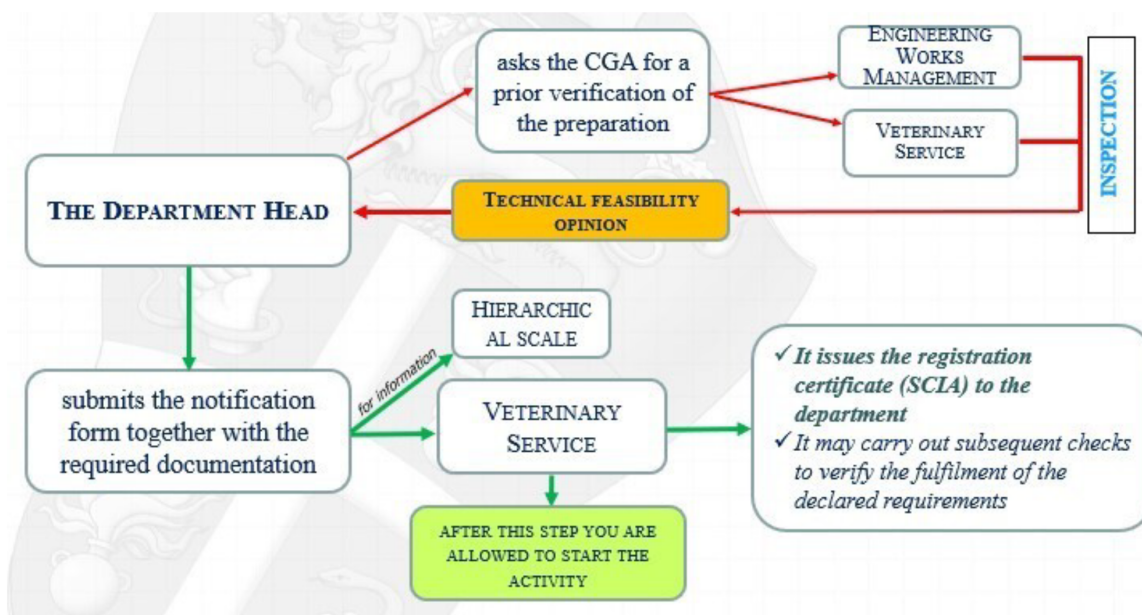 asks the CGA for a
prior verification of
the preparation
ENGINEERING
WORKS
MANAGEMENT
VETERINARY
SERVICE
INSPECTION
THE DEPARTMENT HEAD
TECHNICAL FEASIBILITY
OPINION
HIERARCHIC
AL SCALE
for information
submits the notification
form together with the
required documentation
VETERINARY
SERVICE
✓ It issues the registration
certificate (SCIA) to the
department
✓ It may carry out subsequent checks
to verify the fulfilment of the
declared requirements
AFTER THIS STEP YOU ARE
ALLOWED TO START THE
ACTIVITY